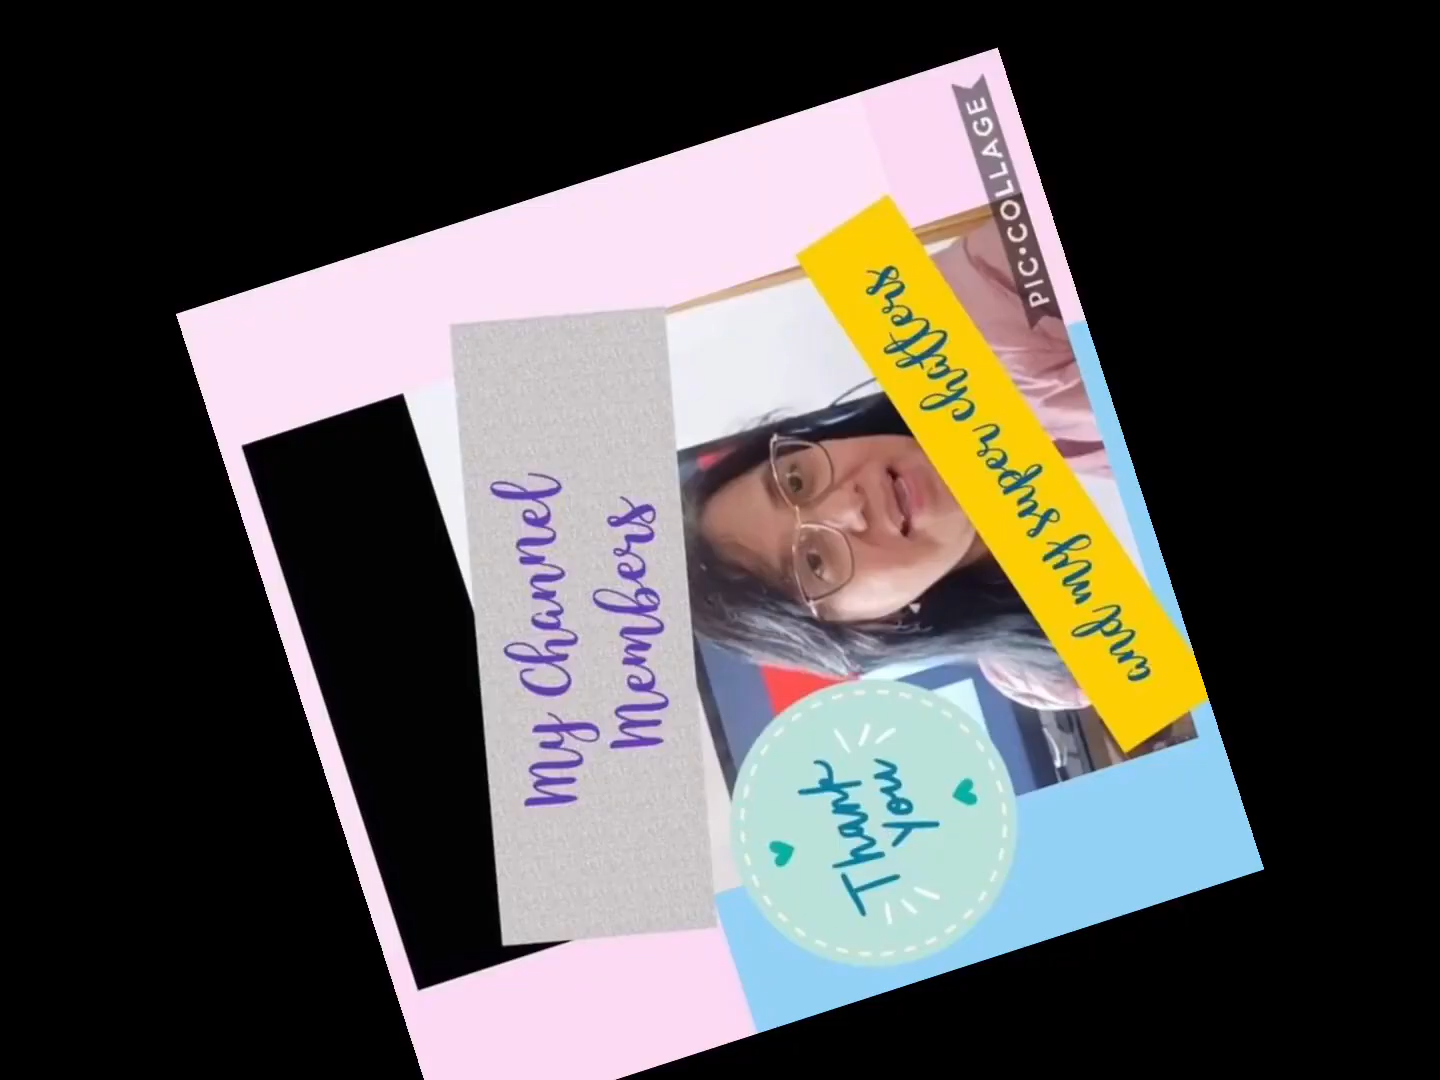 My Channel
Members
and my super chatters
Thank
You
PIC•COLLAGE